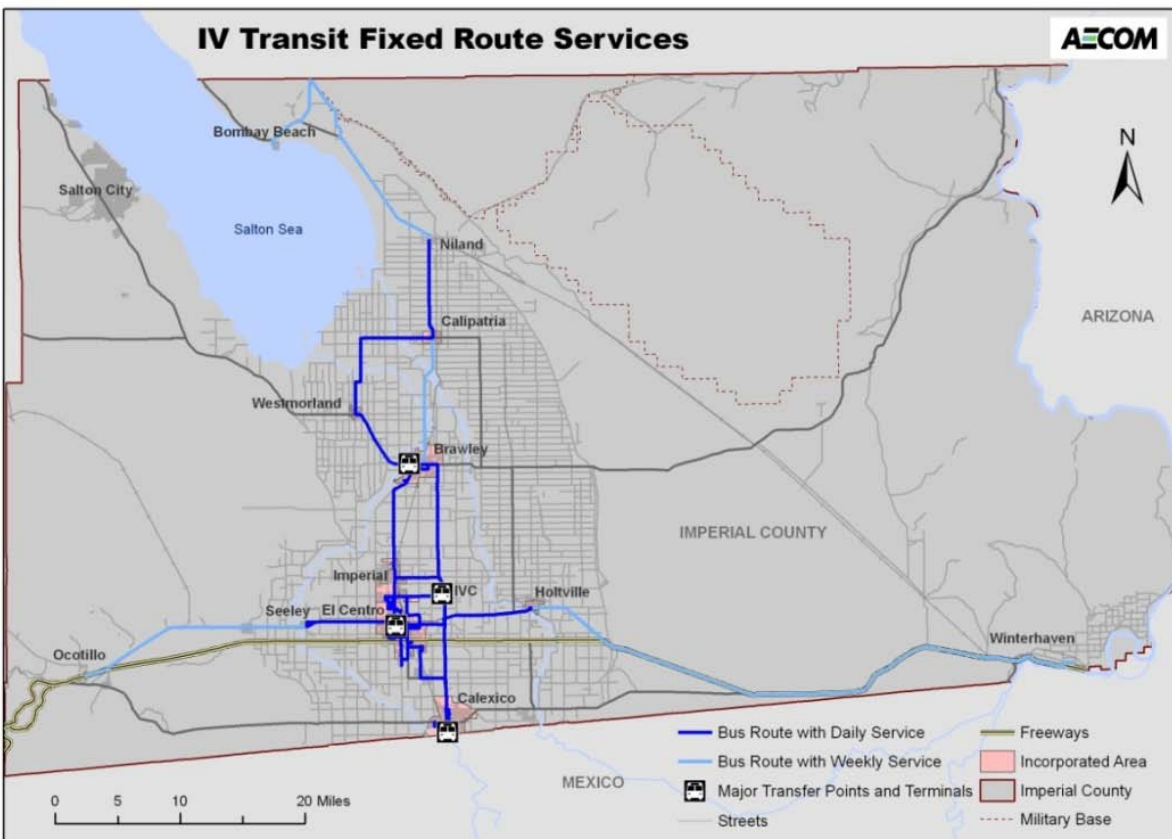 IV Transit Fixed Route Services
AECOM
N
Bombay Beach
Salton City
Salton Sea
Niland
ARIZONA
Calipatria
Westmorland
Brawley
IMPERIAL COUNTY
Imperial
IVC
Holtville
Seeley
El Centro
Winterhaven
Ocotillo
Calexico
MEXICO
Bus Route with Daily Service
Bus Route with Weekly Service
Major Transfer Points and Terminals
Streets
Freeways
Incorporated Area
Imperial County
Military Base
0 5 10 20 Miles